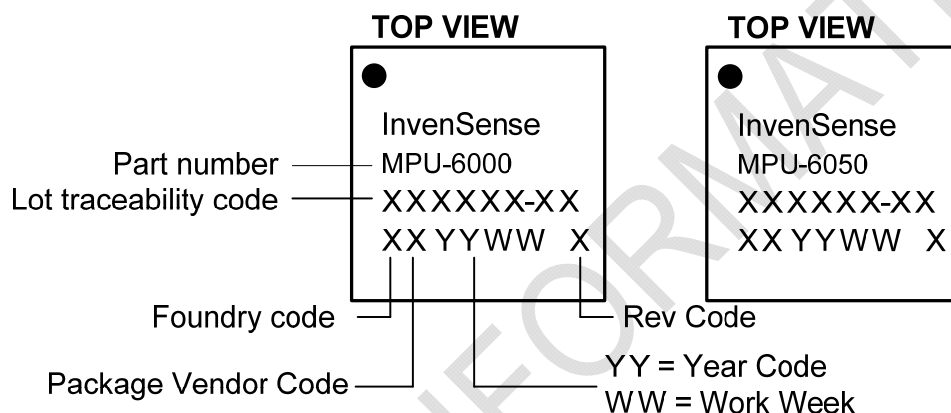 TOP VIEW
TOP VIEW
InvenSense
InvenSense
Part number
MPU-6000
MPU-6050
Lot traceability code
XXXXXX-XX
XXXXXX-XX
XX YYWW X
XX YYWW X
Foundry code
Rev Code
Package Vendor Code
YY = Year Code
WW = Work Week